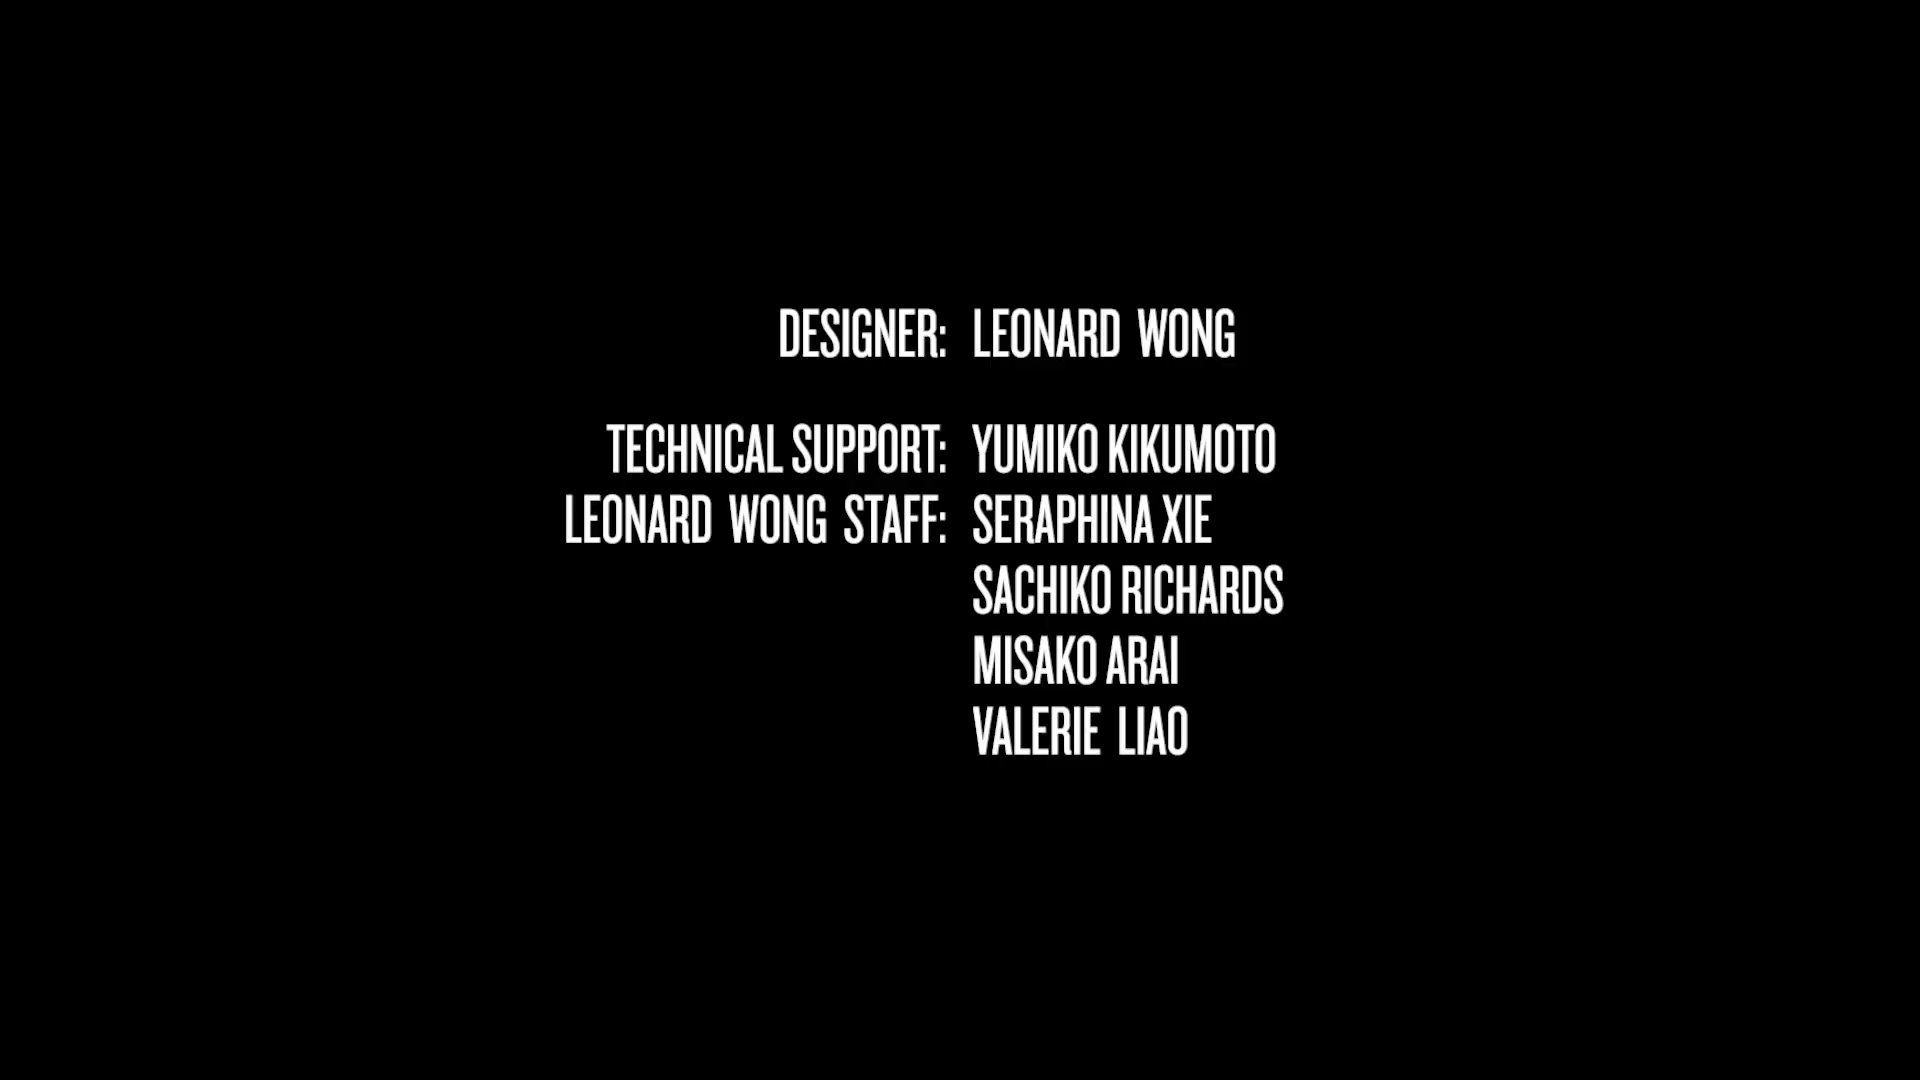 DESIGNER: LEONARD WONG
TECHNICAL SUPPORT: YUMIKO KIKUMOTO
LEONARD WONG STAFF: SERAPHINA XIE
SACHIKO RICHARDS
MISAKO ARAI
VALERIE LIAO